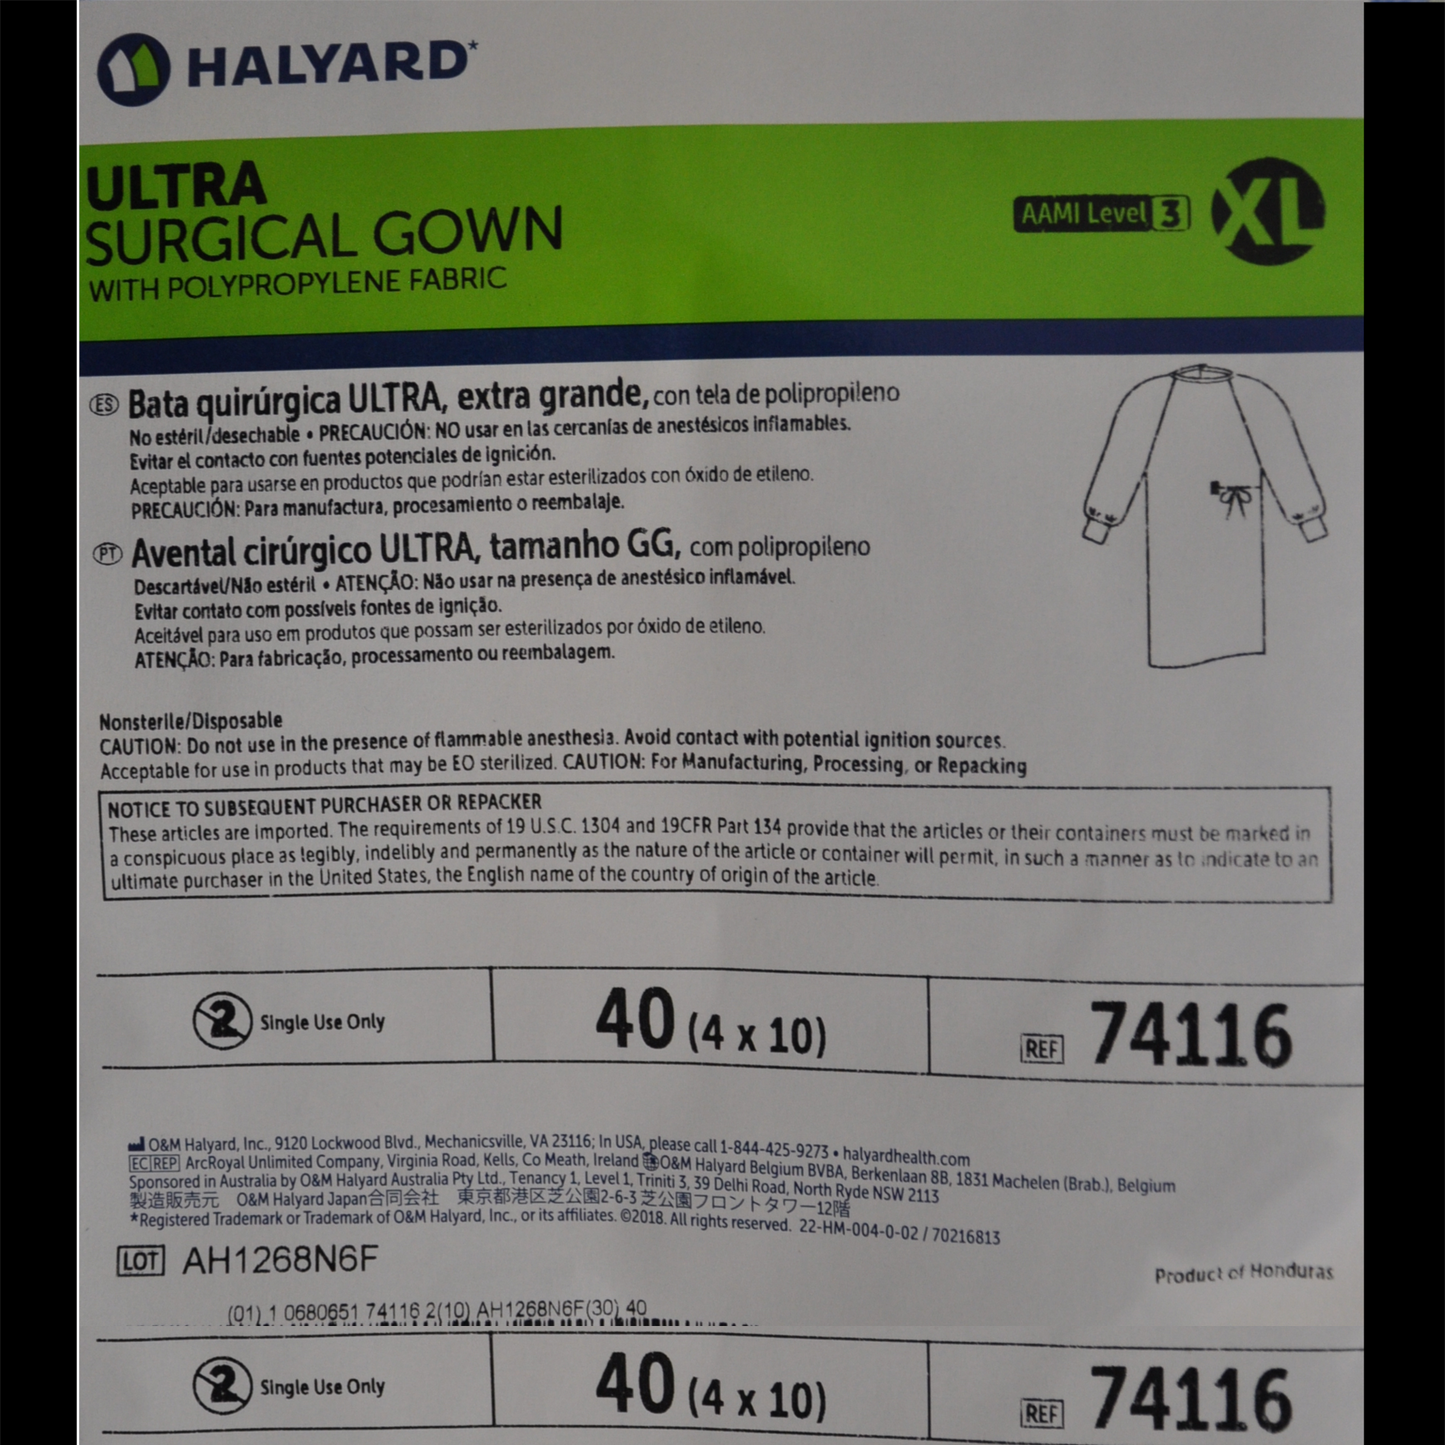 HALYARD*
ULTRA
SURGICAL GOWN
WITH POLYPROPYLENE FABRIC
AAMI Level 3
XL
ES Bata quirúrgica ULTRA, extra grande, con tela de polipropileno
No estéril/desechable • PRECAUCIÓN: NO usar en las cercanías de anestésicos inflamables.
Evitar el contacto con fuentes potenciales de ignición.
Aceptable para usarse en productos que podrían estar esterilizados con óxido de etileno.
PRECAUCIÓN: Para manufactura, procesamiento o reembalaje.
PT Avental cirúrgico ULTRA, tamanho GG, com polipropileno
Descartável/Não estéril • ATENÇÃO: Não usar na presença de anestésico inflamável.
Evitar contato com possíveis fontes de ignição.
Aceitável para uso em produtos que possam ser esterilizados por óxido de etileno.
ATENÇÃO: Para fabricação, processamento ou reembalagem.
Nonsterile/Disposable
CAUTION: Do not use in the presence of flammable anesthesia. Avoid contact with potential ignition sources.
Acceptable for use in products that may be EO sterilized. CAUTION: For Manufacturing, Processing, or Repacking
NOTICE TO SUBSEQUENT PURCHASER OR REPACKER
These articles are imported. The requirements of 19 U.S.C. 1304 and 19CFR Part 134 provide that the articles or their containers must be marked in
a conspicuous place as legibly, indelibly and permanently as the nature of the article or container will permit, in such a manner as to indicate to an
ultimate purchaser in the United States, the English name of the country of origin of the article.
2 Single Use Only
40 (4 x 10)
REF 74116
O&M Halyard, Inc., 9120 Lockwood Blvd., Mechanicsville, VA 23116; In USA, please call 1-844-425-9273 • halyardhealth.com
EC REP ArcRoyal Unlimited Company, Virginia Road, Kells, Co Meath, Ireland O&M Halyard Belgium BVBA, Berkenlaan 8B, 1831 Machelen (Brab.), Belgium
Sponsored in Australia by O&M Halyard Australia Pty Ltd., Tenancy 1, Level 1, Triniti 3, 39 Delhi Road, North Ryde NSW 2113
製造販売元 O&M Halyard Japan合同会社 東京都港区芝公園2-6-3 芝公園フロントタワー12階
*Registered Trademark or Trademark of O&M Halyard, Inc., or its affiliates. ©2018. All rights reserved. 22-HM-004-0-02 / 70216813
LOT AH1268N6F
Product of Honduras
(01) 1 0680651 74116 2(10) AH1268N6F(30) 40
2 Single Use Only
40 (4 x 10)
REF 74116